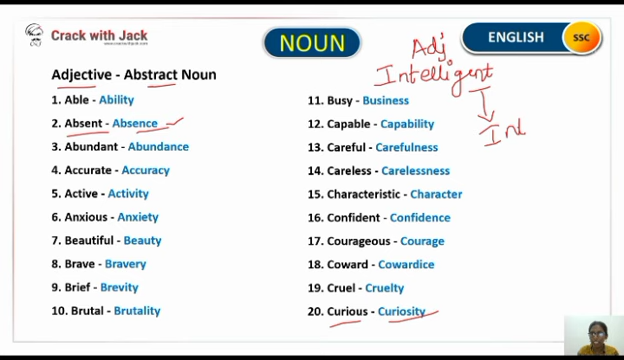 Crack with Jack
NOUN
ENGLISH
SSC
Adj
Intelligent
Int
Adjective - Abstract Noun
1. Able - Ability
2. Absent - Absence
3. Abundant - Abundance
4. Accurate - Accuracy
5. Active - Activity
6. Anxious - Anxiety
7. Beautiful - Beauty
8. Brave - Bravery
9. Brief - Brevity
10. Brutal - Brutality
11. Busy - Business
12. Capable - Capability
13. Careful - Carefulness
14. Careless - Carelessness
15. Characteristic - Character
16. Confident - Confidence
17. Courageous - Courage
18. Coward - Cowardice
19. Cruel - Cruelty
20. Curious - Curiosity